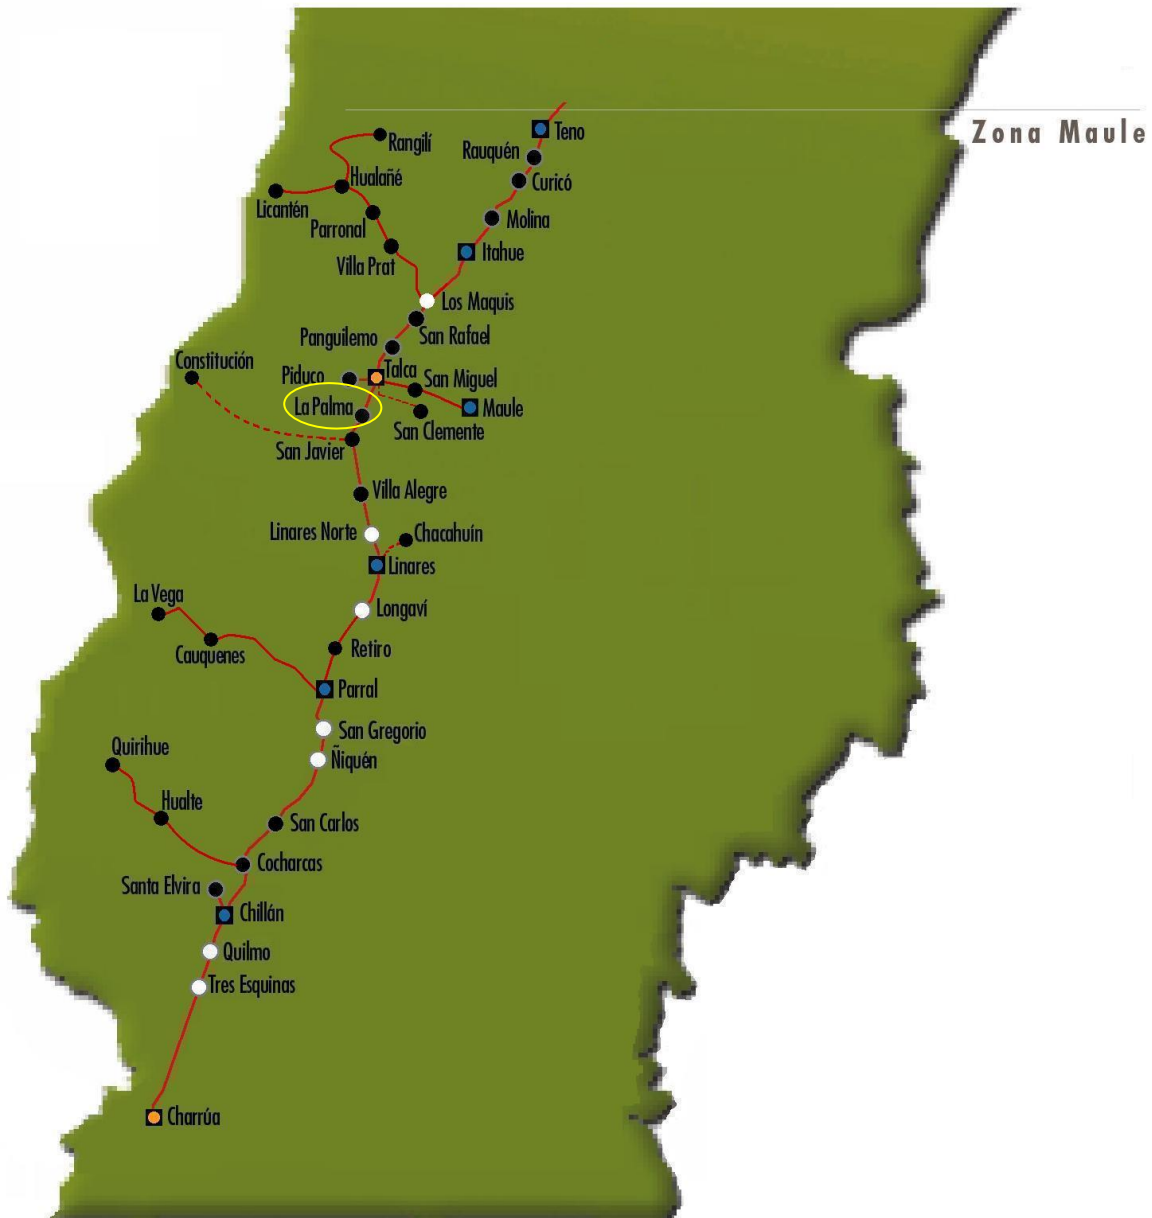 Zona Maule
Teno
Rangilí
Rauquén
Hualañé
Curicó
Licantén
Parronal
Molina
Villa Prat
Itahue
Los Maquis
San Rafael
Panguilemo
Constitución
Talca
Piduco
San Miguel
La Palma
Maule
San Clemente
San Javier
Villa Alegre
Linares Norte
Chacahuín
Linares
La Vega
Longaví
Cauquenes
Retiro
Parral
San Gregorio
Quirihue
Ñiquén
Hualte
San Carlos
Cocharcas
Santa Elvira
Chillán
Quilmo
Tres Esquinas
Charrúa